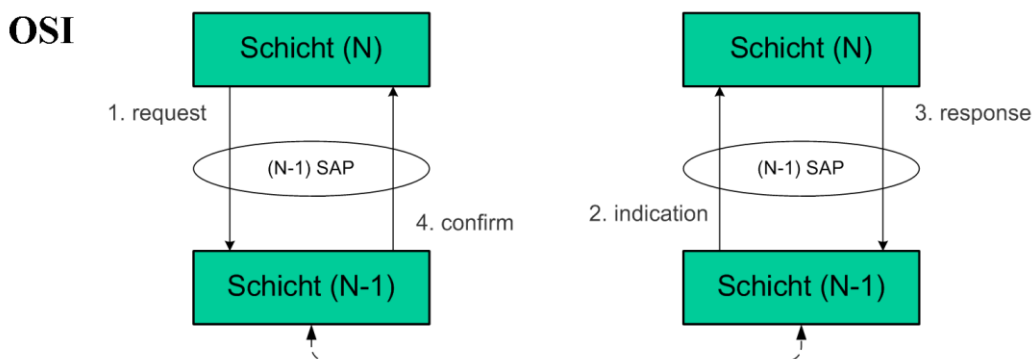 OSI
Schicht (N)
Schicht (N)
1. request
3. response
(N-1) SAP
(N-1) SAP
4. confirm
2. indication
Schicht (N-1)
Schicht (N-1)